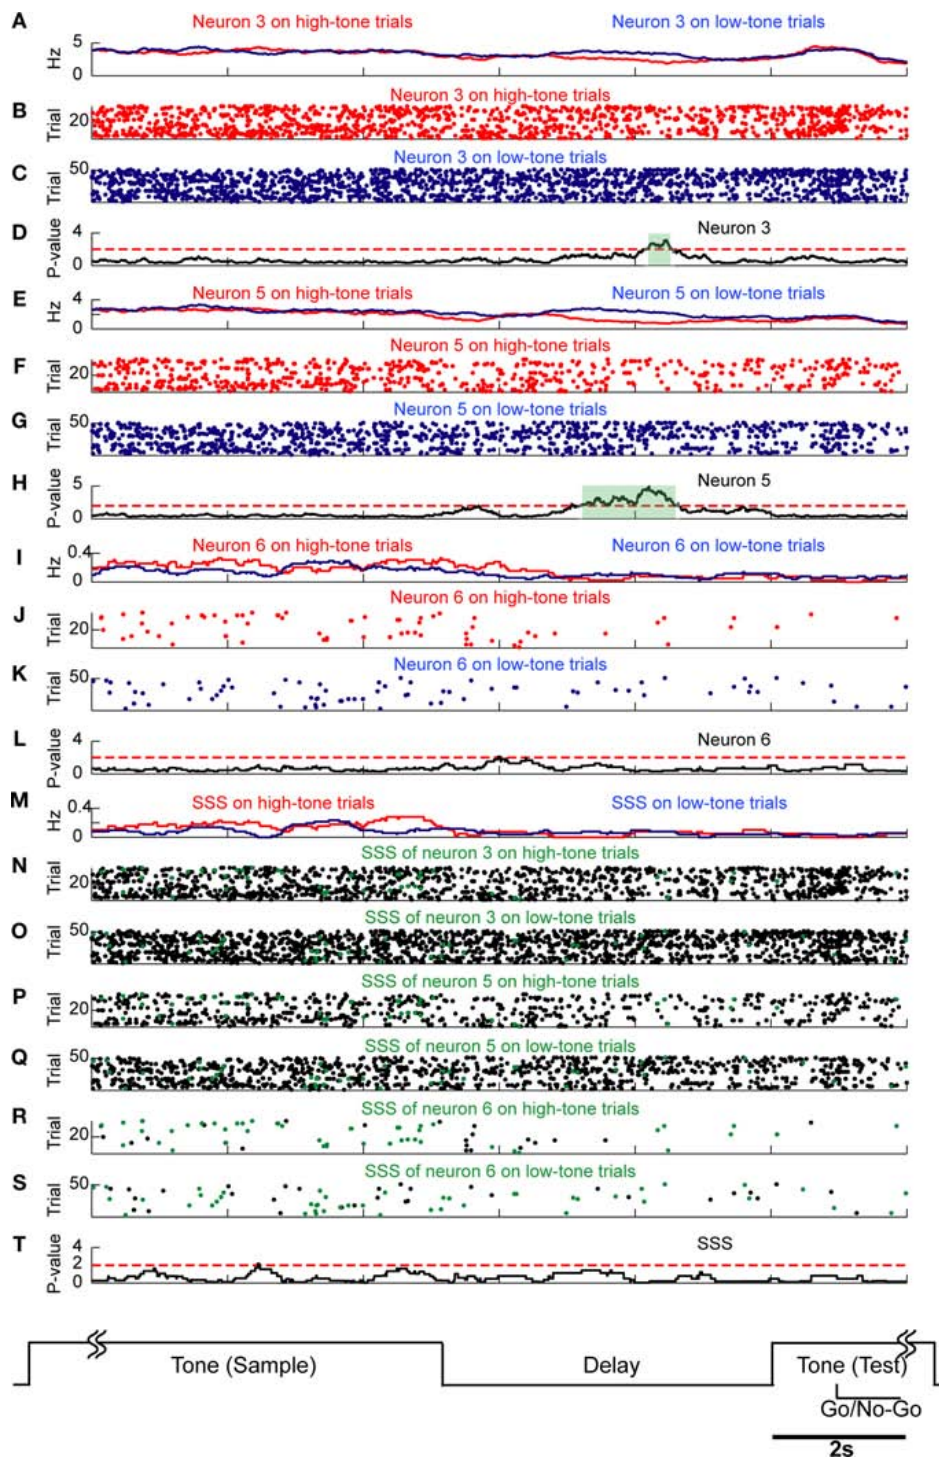 A
Neuron 3 on high-tone trials
Neuron 3 on low-tone trials
Hz
5
0
B
Neuron 3 on high-tone trials
Trial
20
C
Neuron 3 on low-tone trials
Trial
50
D
Neuron 3
P-value
4
0
E
Neuron 5 on high-tone trials
Neuron 5 on low-tone trials
Hz
4
0
F
Neuron 5 on high-tone trials
Trial
20
G
Neuron 5 on low-tone trials
Trial
50
H
Neuron 5
P-value
5
0
I
Neuron 6 on high-tone trials
Neuron 6 on low-tone trials
Hz
0.4
0
J
Neuron 6 on high-tone trials
Trial
20
K
Neuron 6 on low-tone trials
Trial
50
L
Neuron 6
P-value
4
0
M
SSS on high-tone trials
SSS on low-tone trials
Hz
0.4
0
N
SSS of neuron 3 on high-tone trials
Trial
20
O
SSS of neuron 3 on low-tone trials
Trial
50
P
SSS of neuron 5 on high-tone trials
Trial
20
Q
SSS of neuron 5 on low-tone trials
Trial
50
R
SSS of neuron 6 on high-tone trials
Trial
20
S
SSS of neuron 6 on low-tone trials
Trial
50
T
SSS
P-value
4
2
0
Tone (Sample)
Delay
Tone (Test)
Go/No-Go
2s